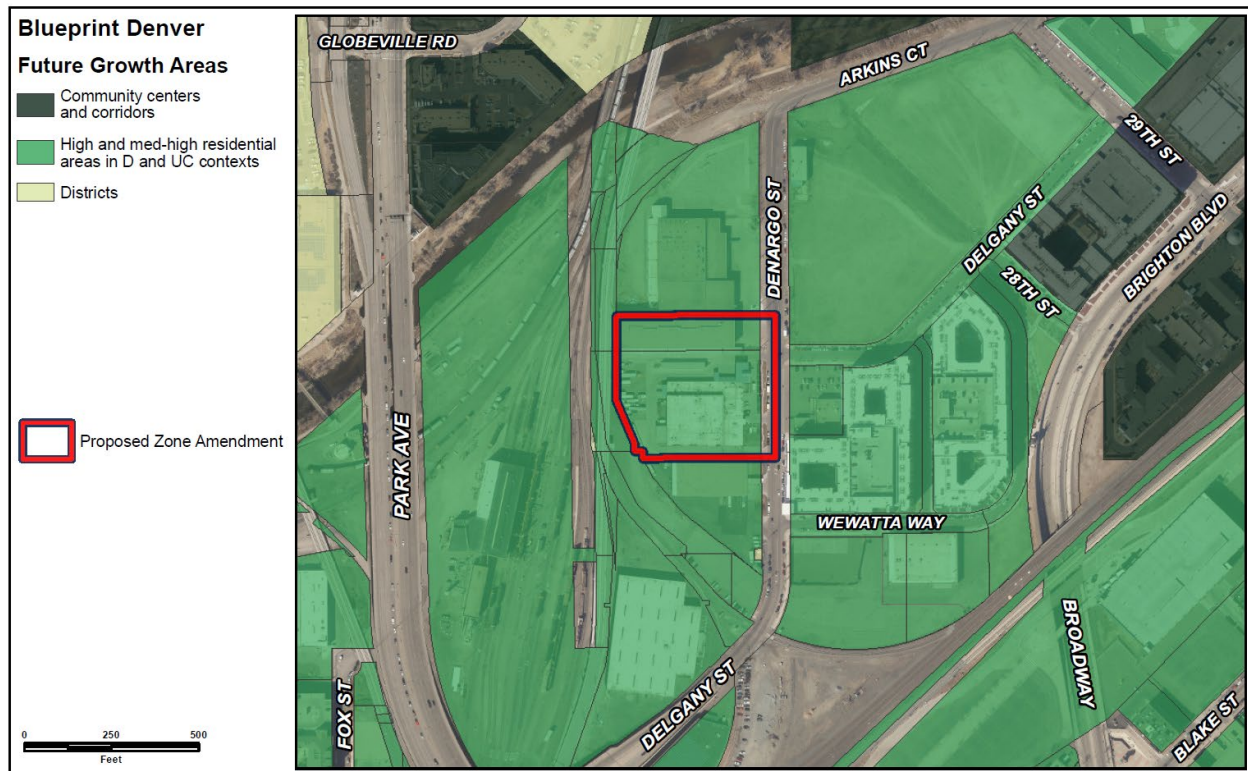 Blueprint Denver
Future Growth Areas
Community centers
and corridors
High and med-high residential
areas in D and UC contexts
Districts
Proposed Zone Amendment
0 250 500
Feet
GLOBEVILLE RD
ARKINS CT
29TH ST
DENARGO ST
DELGANY ST
28TH ST
BRIGHTON BLVD
PARK AVE
WEWATTA WAY
BROADWAY
FOX ST
DELGANY ST
BLAKE ST